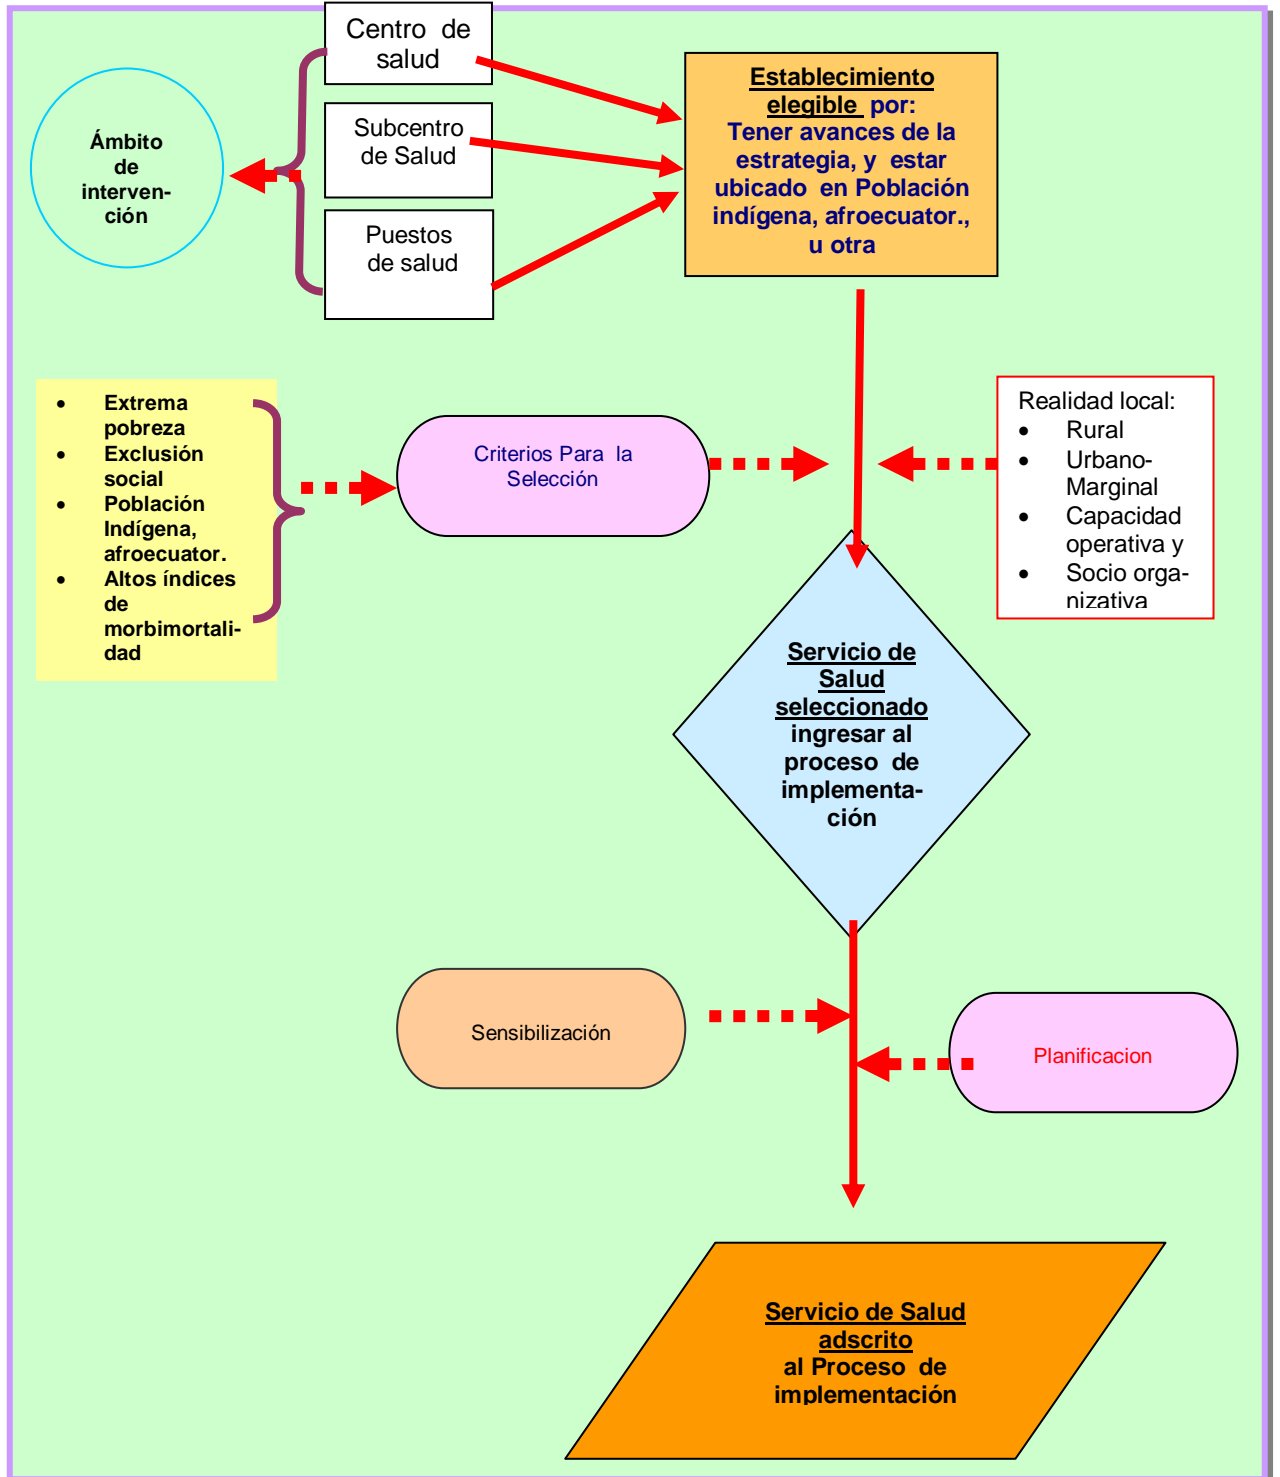 Centro de
salud
Subcentro
de Salud
Puestos
de salud
Ámbito
de
interven-
ción
Establecimiento
elegible por:
Tener avances de la
estrategia, y estar
ubicado en Población
indígena, afroecuator.,
u otra
• Extrema
pobreza
• Exclusión
social
• Población
Indígena,
afroecuator.
• Altos índices
de
morbimortali-
dad
Criterios Para la
Selección
Realidad local:
• Rural
• Urbano-
Marginal
• Capacidad
operativa y
• Socio orga-
nizativa
Servicio de
Salud
seleccionado
ingresar al
proceso de
implementa-
ción
Sensibilización
Planificacion
Servicio de Salud
adscrito
al Proceso de
implementación